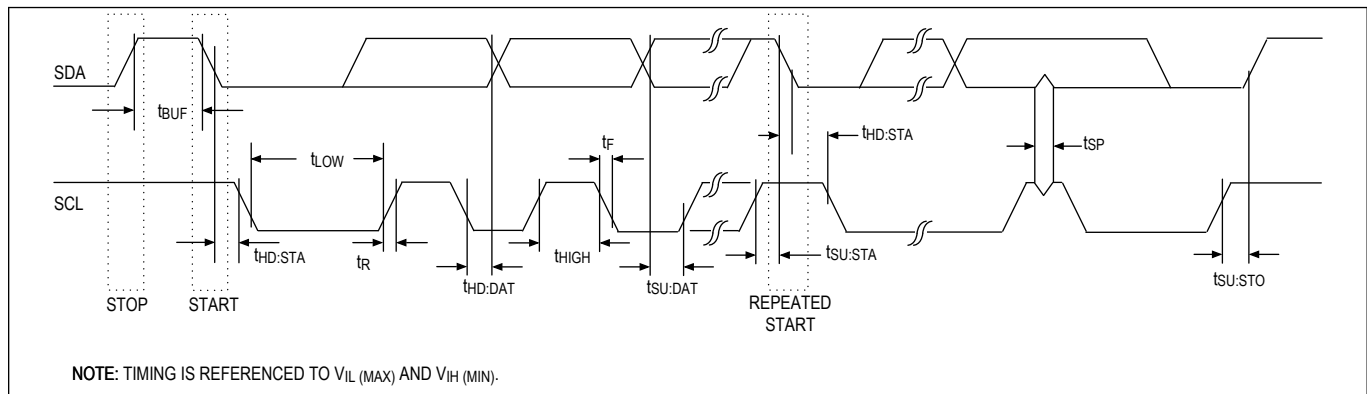 SDA
tBUF
tLOW
tF
tHD:STA
tSP
SCL
tHD:STA
tR
tHD:DAT
tHIGH
tSU:DAT
tSU:STA
tSU:STO
STOP
START
REPEATED
START
NOTE: TIMING IS REFERENCED TO VIL (MAX) AND VIH (MIN).